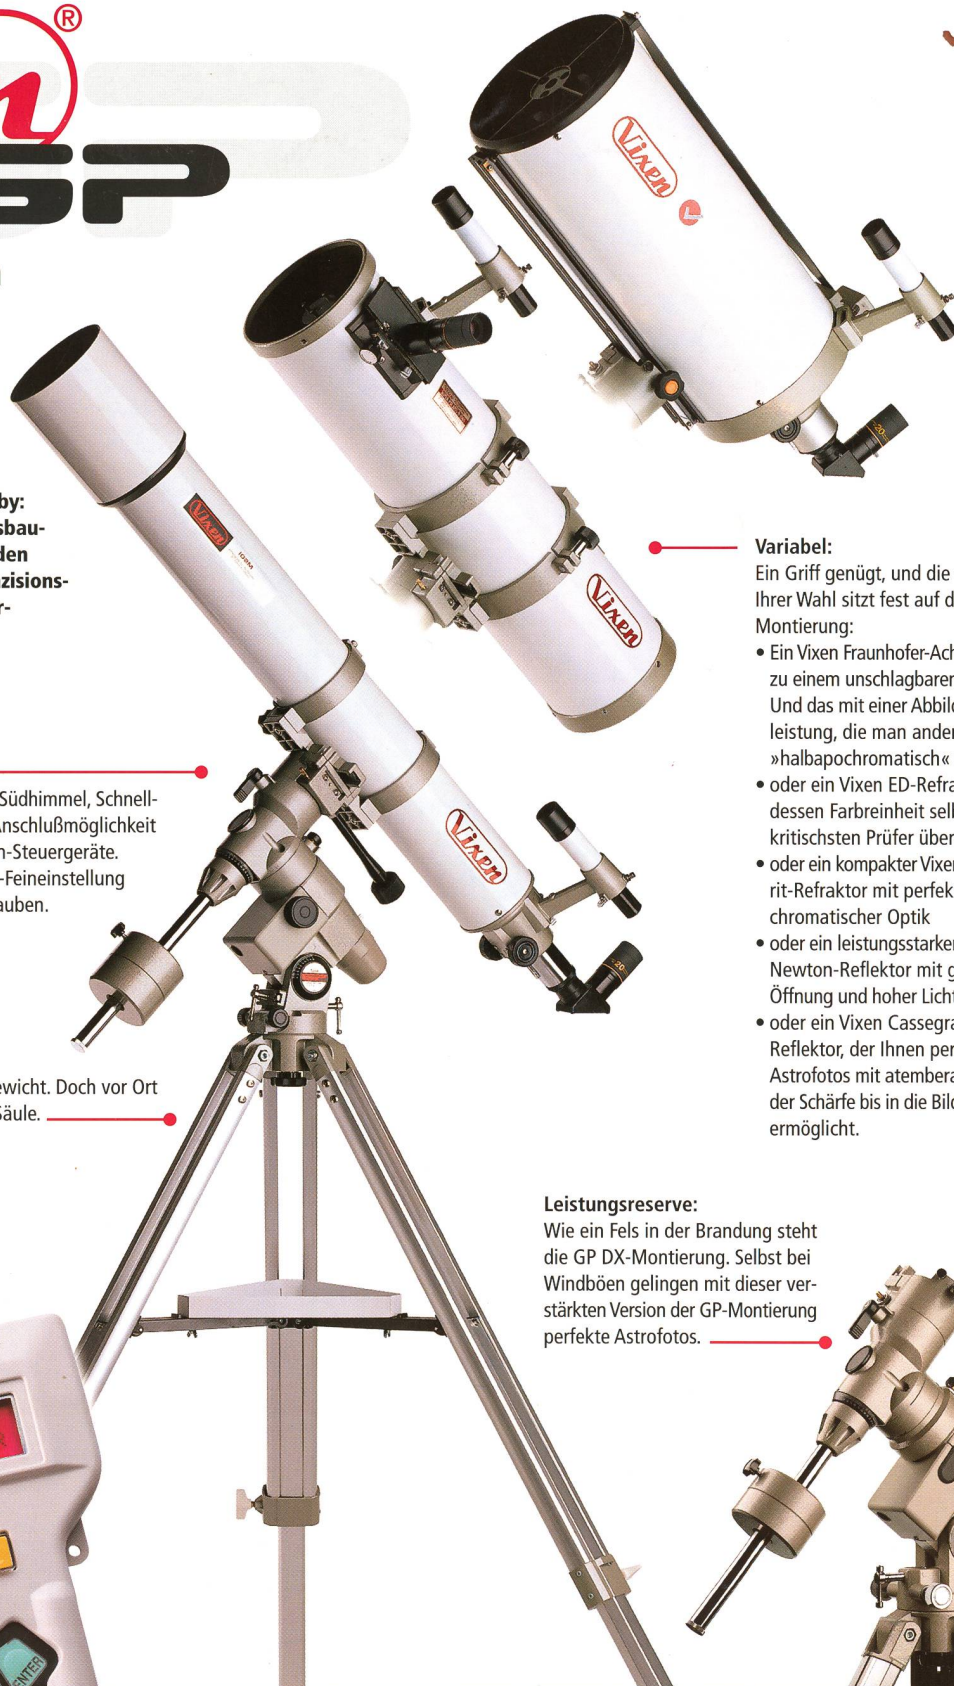 ®
GP
Vixen
Vixen
Vixen
102M
Vixen
20
20
by:
sbau-
den
äzisions-
r-
Südhimmel, Schnell-
Anschlußmöglichkeit
n-Steuergeräte.
-Feineinstellung
auben.
ewicht. Doch vor Ort
Säule.
Variabel:
Ein Griff genügt, und die
Ihrer Wahl sitzt fest auf d
Montierung:
• Ein Vixen Fraunhofer-Ach
zu einem unschlagbaren
Und das mit einer Abbild
leistung, die man ander
»halbapochromatisch«
• oder ein Vixen ED-Refra
dessen Farbreinheit sell
kritischsten Prüfer über
• oder ein kompakter Vixen
rit-Refraktor mit perfek
chromatischer Optik
• oder ein leistungsstarker
Newton-Reflektor mit g
Öffnung und hoher Licht
• oder ein Vixen Cassegra
Reflektor, der Ihnen per
Astrofotos mit atembera
der Schärfe bis in die Bild
ermöglicht.
Leistungsreserve:
Wie ein Fels in der Brandung steht
die GP DX-Montierung. Selbst bei
Windböen gelingen mit dieser ver-
stärkten Version der GP-Montierung
perfekte Astrofotos.
ENTER